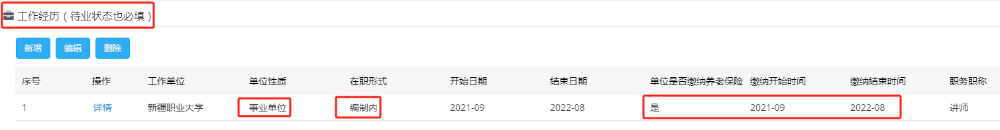 工作经历（待业状态也必填）
新增 编辑 删除
序号 操作 工作单位 单位性质 在职形式 开始日期 结束日期 单位是否缴纳养老保险 缴纳开始时间 缴纳结束时间 职务职称
1 详情 新疆职业大学 事业单位 编制内 2021-09 2022-08 是 2021-09 2022-08 讲师